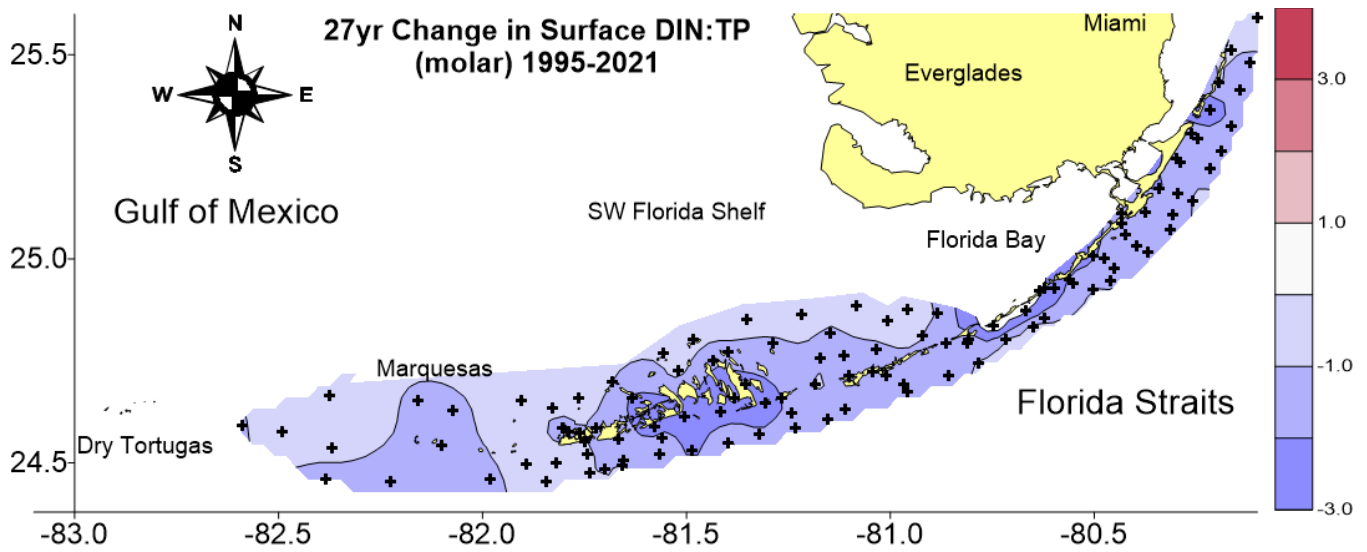 27yr Change in Surface DIN:TP
(molar) 1995-2021
N
W E
S
Miami
Everglades
Gulf of Mexico
SW Florida Shelf
Florida Bay
Marquesas
Dry Tortugas
Florida Straits
25.5
25.0
24.5
-83.0 -82.5 -82.0 -81.5 -81.0 -80.5
3.0
1.0
-1.0
-3.0